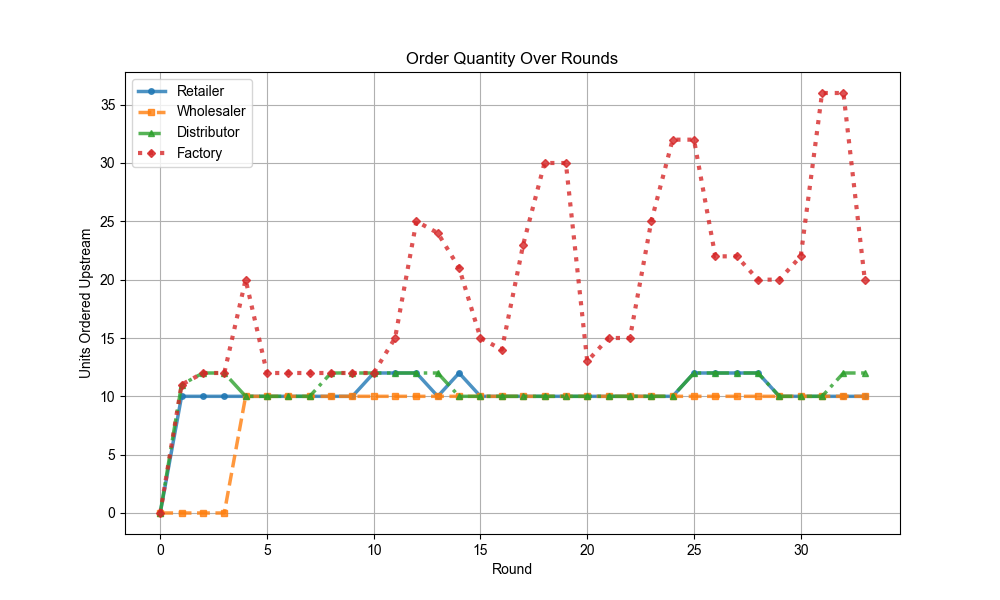 Order Quantity Over Rounds
Retailer
Wholesaler
Distributor
Factory
Units Ordered Upstream
35
30
25
20
15
10
5
0
0 5 10 15 20 25 30
Round